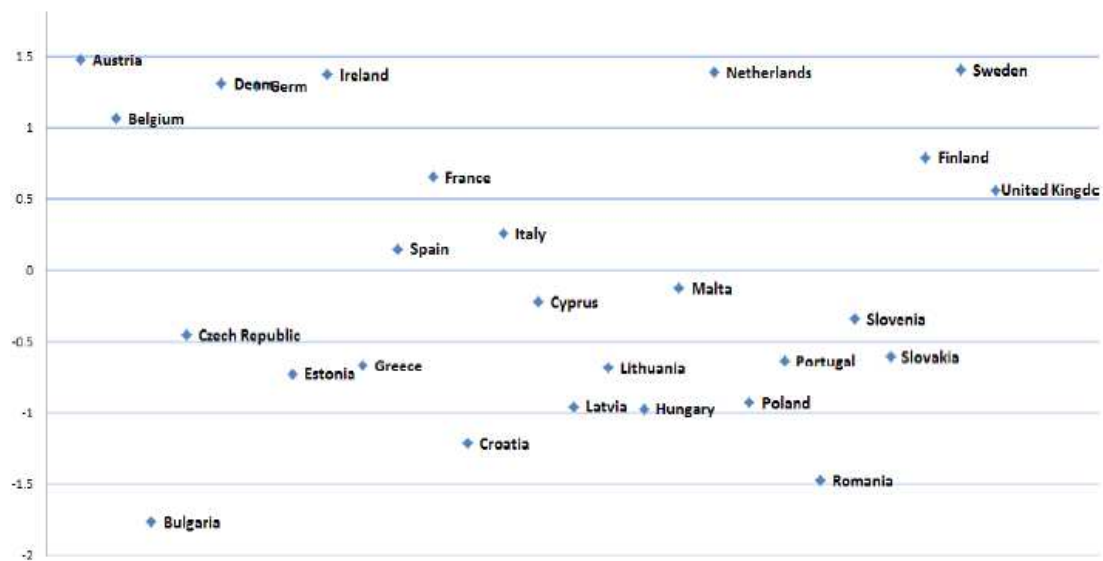 1.5
Austria
Ireland
Netherlands
Sweden
Germ
Belgium
1
Finland
France
United Kingdc
0.5
Italy
Spain
0
Malta
Cyprus
Slovenia
Czech Republic
-0.5
Slovakia
Portugal
Greece
Lithuania
Estonia
Poland
Latvia
Hungary
-1
Croatia
Romania
-1.5
Bulgaria
-2